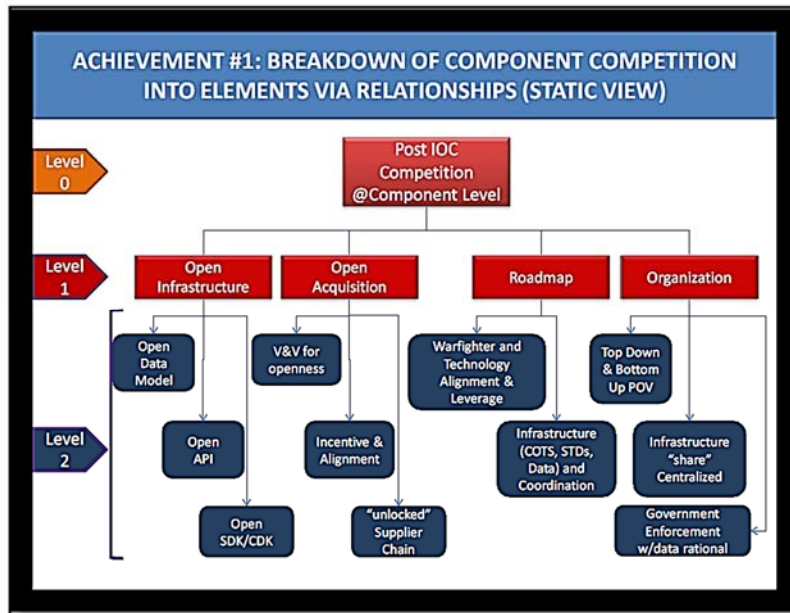 ACHIEVEMENT #1: BREAKDOWN OF COMPONENT COMPETITION
INTO ELEMENTS VIA RELATIONSHIPS (STATIC VIEW)
Level
0
Post IOC
Competition
@Component Level
Level
1
Open
Infrastructure
Open
Acquisition
Roadmap
Organization
Level
2
Open
Data
Model
V&V for
openness
Warfighter and
Technology
Alignment &
Leverage
Top Down
& Bottom
Up POV
Open
API
Incentive &
Alignment
Infrastructure
(COTS, STDs,
Data) and
Coordination
Infrastructure
"share"
Centralized
Open
SDK/CDK
"unlocked"
Supplier
Chain
Government
Enforcement
w/data rational